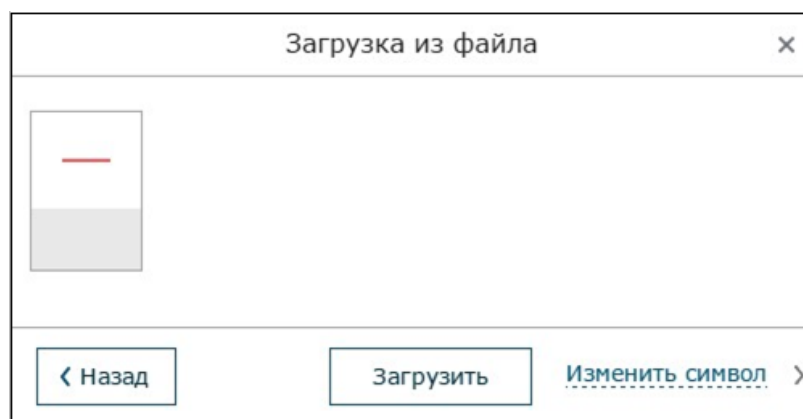 Загрузка из файла
Назад
Загрузить
Изменить символ